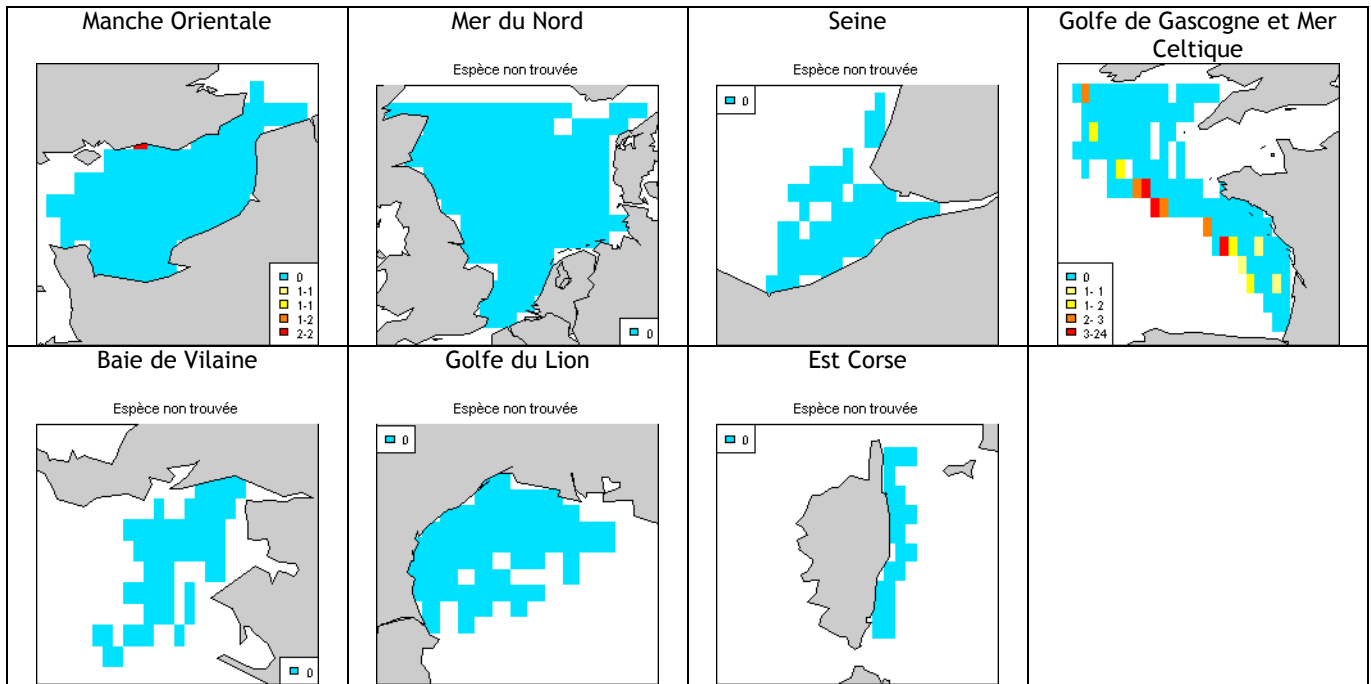 Manche Orientale
0
1-1
1-1
1-2
2-2
Mer du Nord
Espèce non trouvée
0
Seine
Espèce non trouvée
0
Golfe de Gascogne et Mer
Celtique
0
1- 1
1- 2
2- 3
3-24
Baie de Vilaine
Espèce non trouvée
0
Golfe du Lion
Espèce non trouvée
0
Est Corse
Espèce non trouvée
0